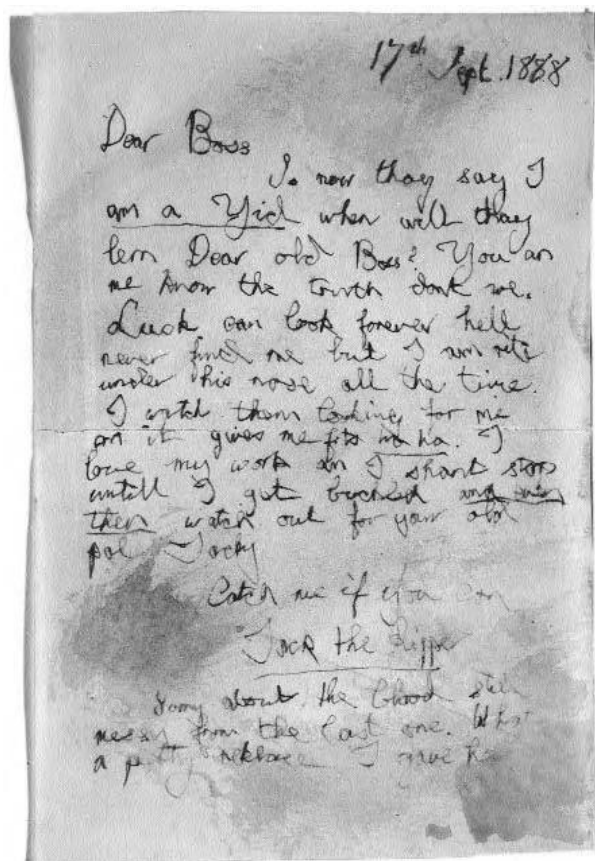 17th Sept. 1888
Dear Boss
So now thay say I
am a Yid when will thay
lern Dear old Boss? You an
me know the truth dont we.
Lusk can look forever hell
never find me but I am rite
under his nose all the time.
I watch them looking for me
an it gives me fits ha ha. I
love my work an I shant stop
untill I get buckled and
then watch out for your old
pal Jacky
Catch me if you can
Jack the Ripper
Sorry about the blood still
messy from the last one. What
a pretty necklace I gave her